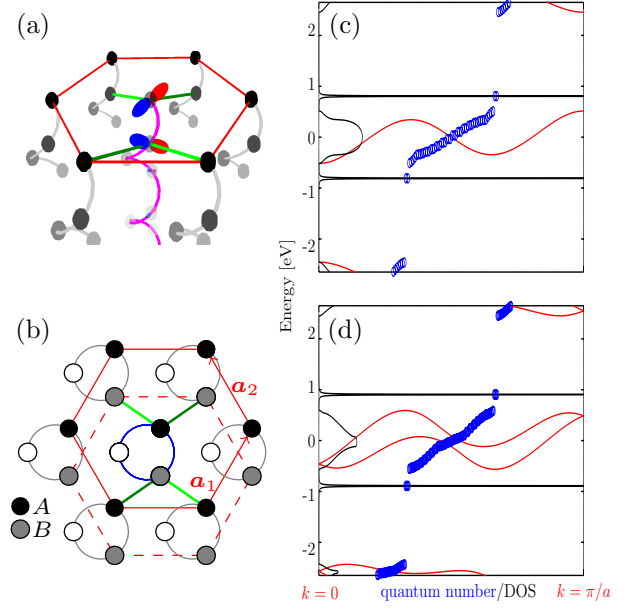 (a)
(b)
a₂
a₁
A
B
(c)
2
1
0
-1
-2
Energy [eV]
(d)
2
1
0
-1
-2
k = 0 quantum number/DOS k = π/a